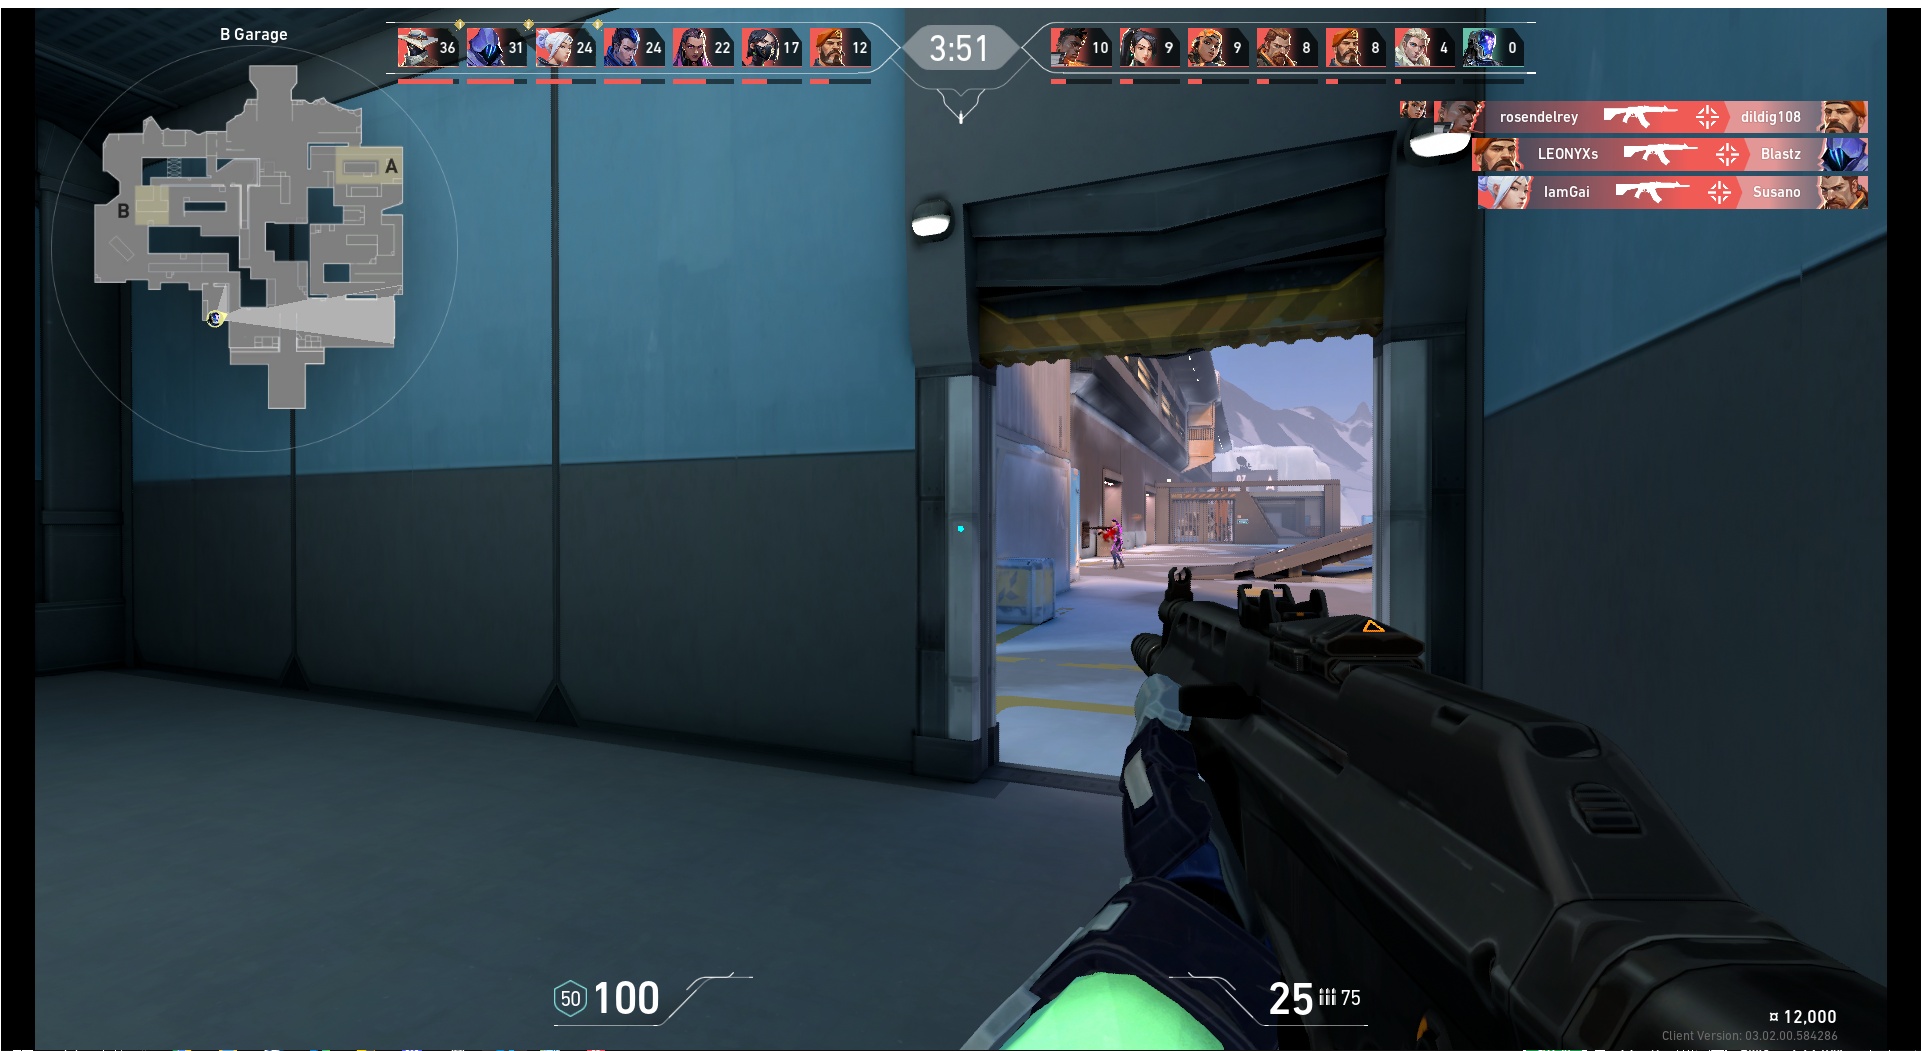 B Garage
36 31 24 24 22 17 12
3:51
10 9 9 8 8 4 0
rosendelrey dildig108
LEONYXs Blastz
IamGai Susano
A
B
50 100
25 75
12,000
Client Version: 03.02.00.584286